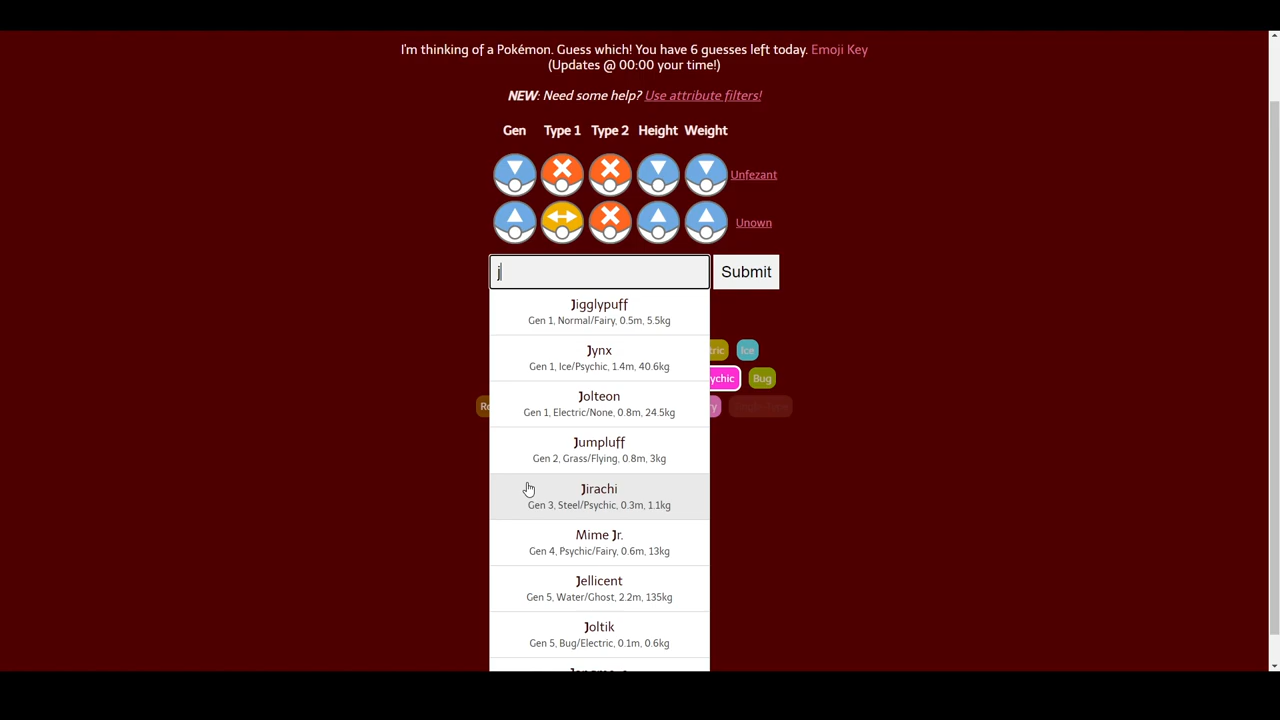 I'm thinking of a Pokémon. Guess which! You have 6 guesses left today. Emoji Key
(Updates @ 00:00 your time!)
NEW: Need some help? Use attribute filters!
Gen Type 1 Type 2 Height Weight
Unfezant
Unown
j Submit
Jigglypuff
Gen 1, Normal/Fairy, 0.5m, 5.5kg
Jynx
Gen 1, Ice/Psychic, 1.4m, 40.6kg
tric Ice
Jolteon
Gen 1, Electric/None, 0.8m, 24.5kg
ychic Bug
Ro
Jumpluff
Gen 2, Grass/Flying, 0.8m, 3kg
Jirachi
Gen 3, Steel/Psychic, 0.3m, 1.1kg
Mime Jr.
Gen 4, Psychic/Fairy, 0.6m, 13kg
Jellicent
Gen 5, Water/Ghost, 2.2m, 135kg
Joltik
Gen 5, Bug/Electric, 0.1m, 0.6kg